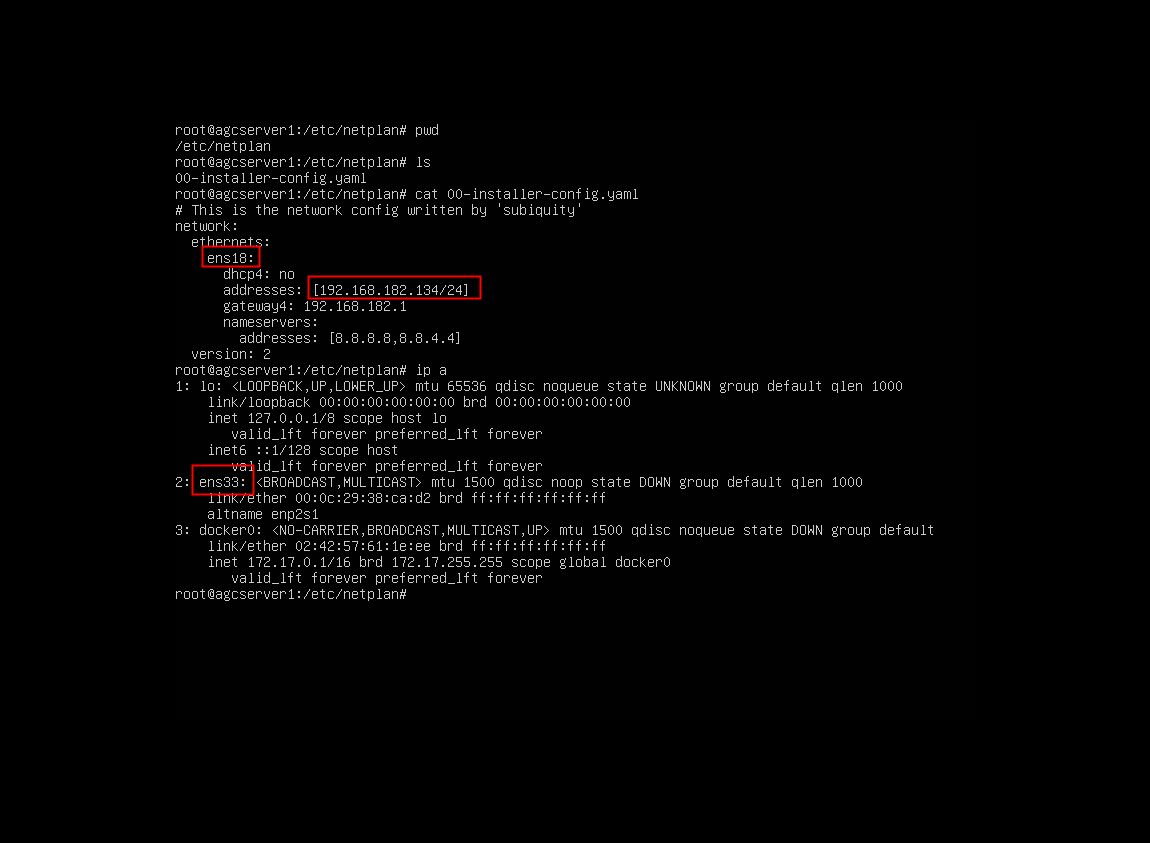 root@agcserver1:/etc/netplan# pwd
/etc/netplan
root@agcserver1:/etc/netplan# ls
00-installer-config.yaml
root@agcserver1:/etc/netplan# cat 00-installer-config.yaml
# This is the network config written by 'subiquity'
network:
  ethernets:
    ens18:
      dhcp4: no
      addresses: [192.168.182.134/24]
      gateway4: 192.168.182.1
      nameservers:
        addresses: [8.8.8.8,8.8.4.4]
  version: 2
root@agcserver1:/etc/netplan# ip a
1: lo: <LOOPBACK,UP,LOWER_UP> mtu 65536 qdisc noqueue state UNKNOWN group default qlen 1000
    link/loopback 00:00:00:00:00:00 brd 00:00:00:00:00:00
    inet 127.0.0.1/8 scope host lo
       valid_lft forever preferred_lft forever
    inet6 ::1/128 scope host
       valid_lft forever preferred_lft forever
2: ens33: <BROADCAST,MULTICAST> mtu 1500 qdisc noop state DOWN group default qlen 1000
    link/ether 00:0c:29:38:ca:d2 brd ff:ff:ff:ff:ff:ff
    altname enp2s1
3: docker0: <NO-CARRIER,BROADCAST,MULTICAST,UP> mtu 1500 qdisc noqueue state DOWN group default
    link/ether 02:42:57:61:1e:ee brd ff:ff:ff:ff:ff:ff
    inet 172.17.0.1/16 brd 172.17.255.255 scope global docker0
       valid_lft forever preferred_lft forever
root@agcserver1:/etc/netplan#